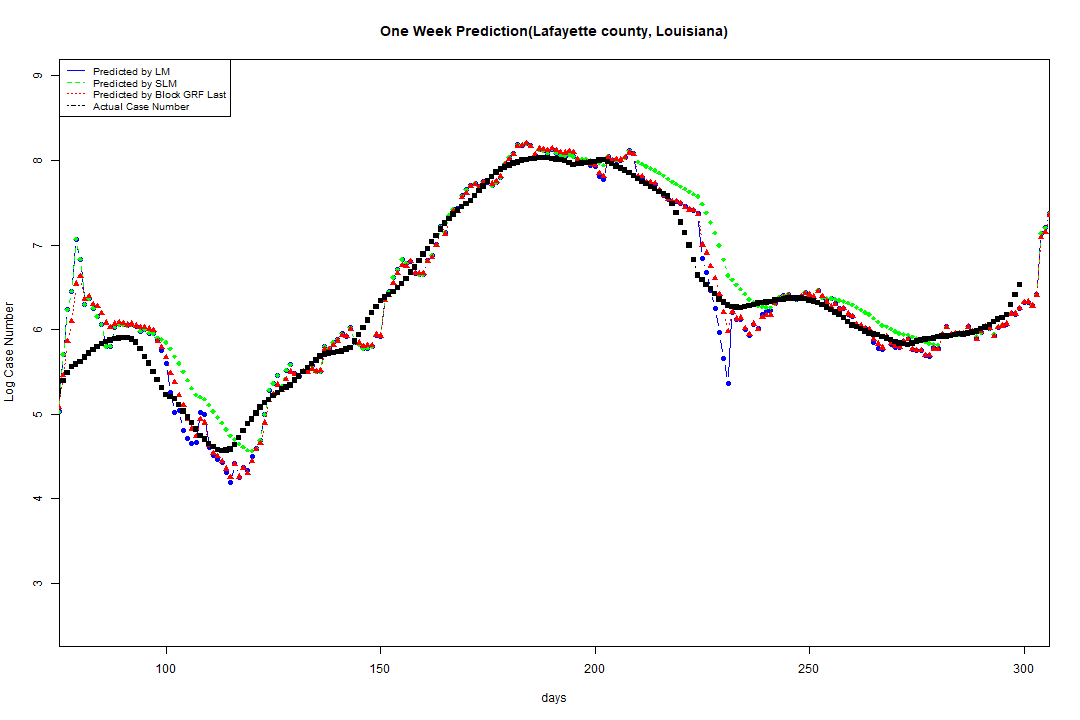 One Week Prediction(Lafayette county, Louisiana)
Predicted by LM
Predicted by SLM
Predicted by Block GRF Last
Actual Case Number
9
8
7
6
5
4
3
Log Case Number
100 150 200 250 300
days